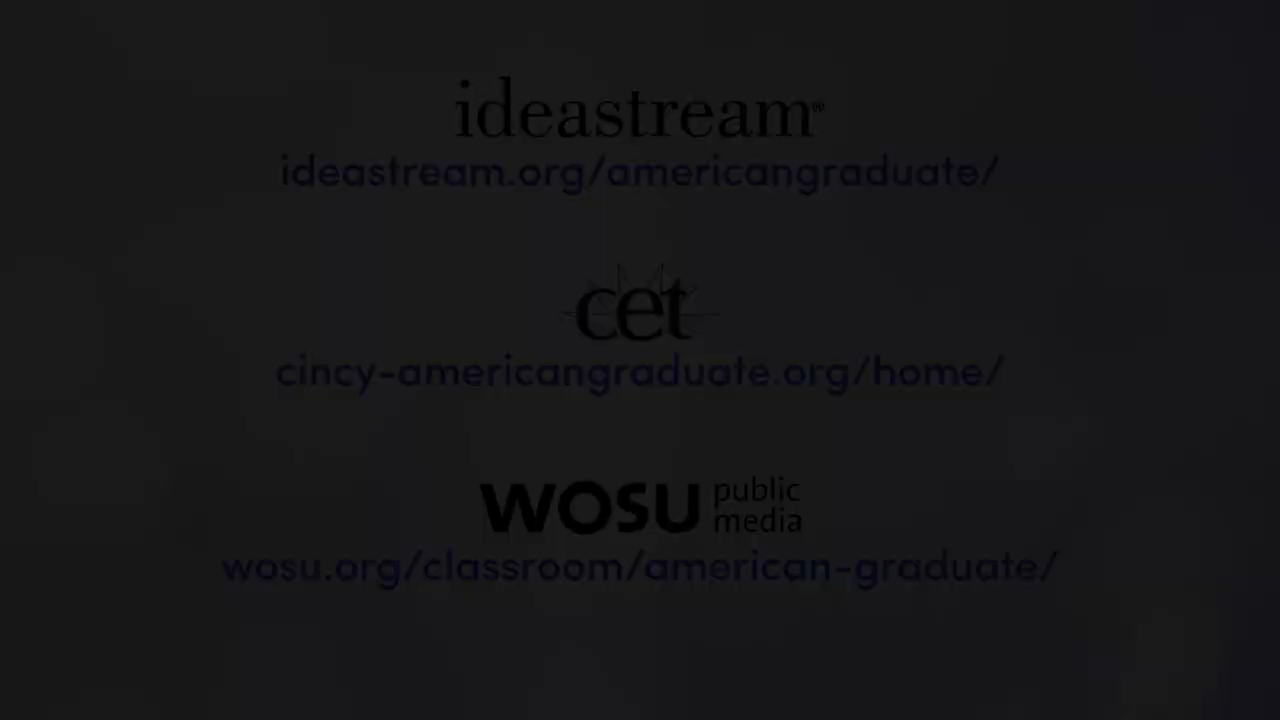 ideastream®
ideastream.org/americangraduate/
cet
cincy-americangraduate.org/home/
WOSU public media
wosu.org/classroom/american-graduate/